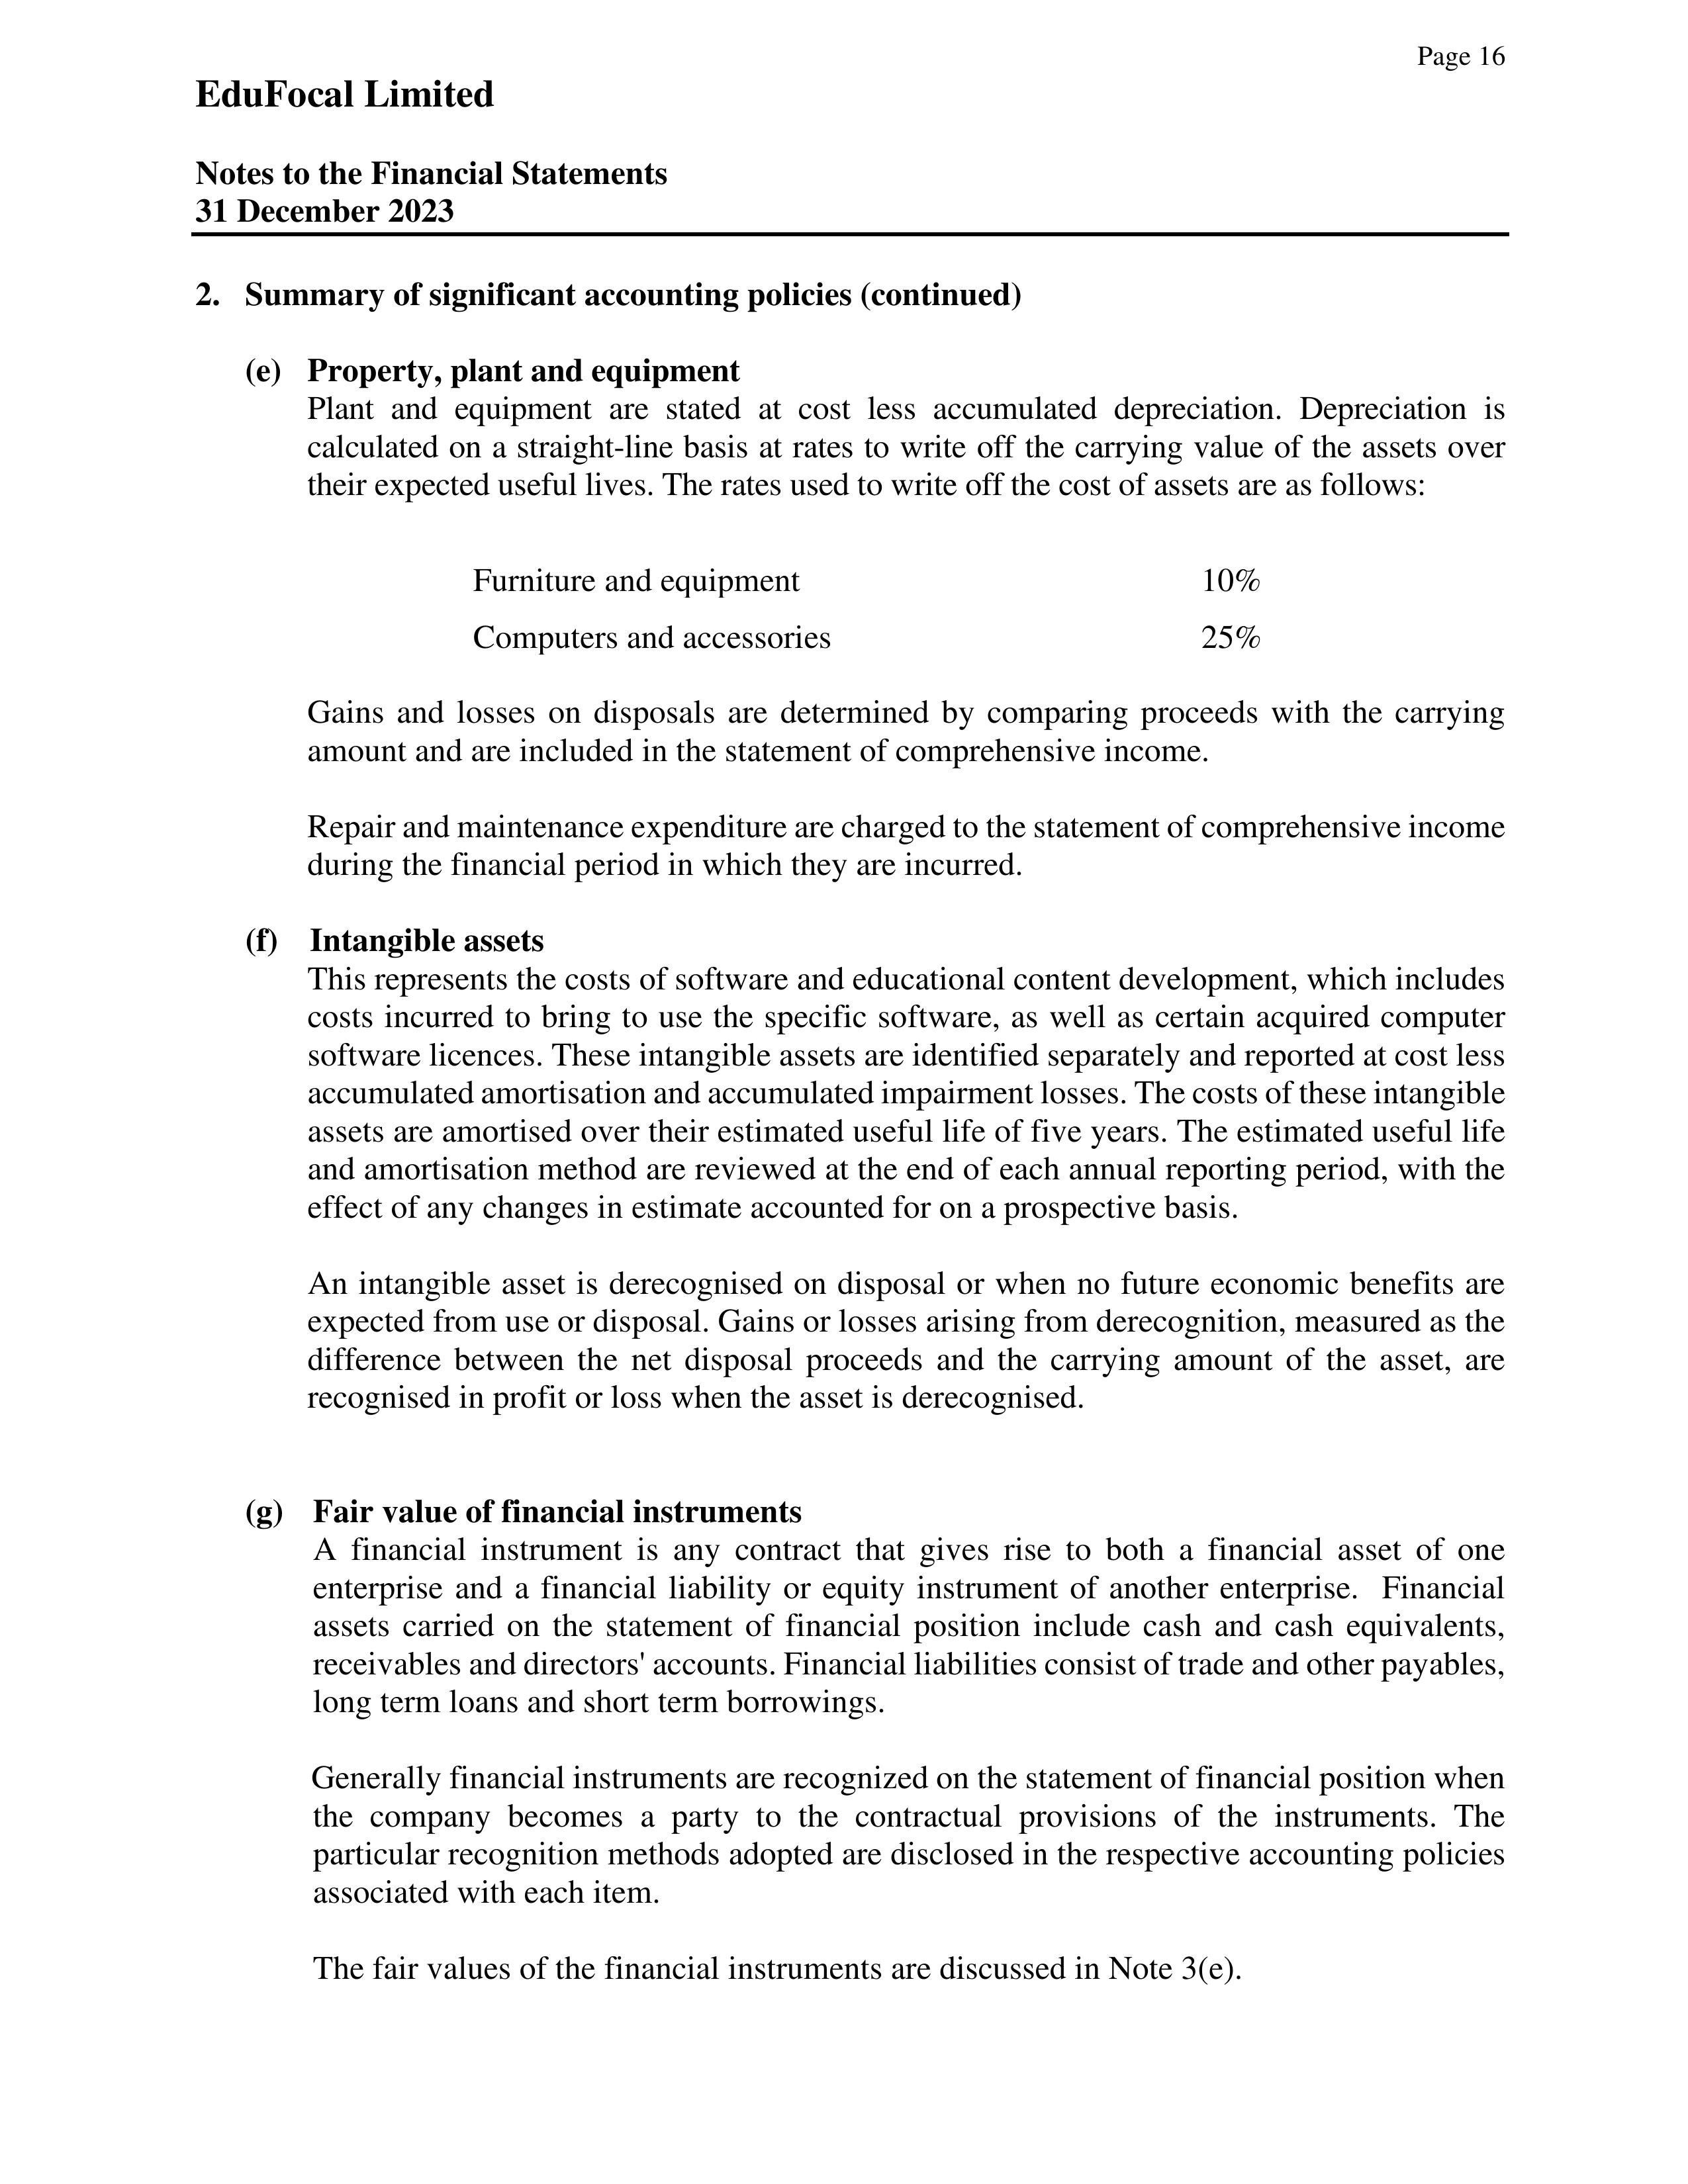 Page 16
EduFocal Limited
Notes to the Financial Statements
31 December 2023
2. Summary of significant accounting policies (continued)
(e) Property, plant and equipment
Plant and equipment are stated at cost less accumulated depreciation. Depreciation is
calculated on a straight-line basis at rates to write off the carrying value of the assets over
their expected useful lives. The rates used to write off the cost of assets are as follows:
Furniture and equipment 10%
Computers and accessories 25%
Gains and losses on disposals are determined by comparing proceeds with the carrying
amount and are included in the statement of comprehensive income.
Repair and maintenance expenditure are charged to the statement of comprehensive income
during the financial period in which they are incurred.
(f) Intangible assets
This represents the costs of software and educational content development, which includes
costs incurred to bring to use the specific software, as well as certain acquired computer
software licences. These intangible assets are identified separately and reported at cost less
accumulated amortisation and accumulated impairment losses. The costs of these intangible
assets are amortised over their estimated useful life of five years. The estimated useful life
and amortisation method are reviewed at the end of each annual reporting period, with the
effect of any changes in estimate accounted for on a prospective basis.
An intangible asset is derecognised on disposal or when no future economic benefits are
expected from use or disposal. Gains or losses arising from derecognition, measured as the
difference between the net disposal proceeds and the carrying amount of the asset, are
recognised in profit or loss when the asset is derecognised.
(g) Fair value of financial instruments
A financial instrument is any contract that gives rise to both a financial asset of one
enterprise and a financial liability or equity instrument of another enterprise. Financial
assets carried on the statement of financial position include cash and cash equivalents,
receivables and directors' accounts. Financial liabilities consist of trade and other payables,
long term loans and short term borrowings.
Generally financial instruments are recognized on the statement of financial position when
the company becomes a party to the contractual provisions of the instruments. The
particular recognition methods adopted are disclosed in the respective accounting policies
associated with each item.
The fair values of the financial instruments are discussed in Note 3(e).